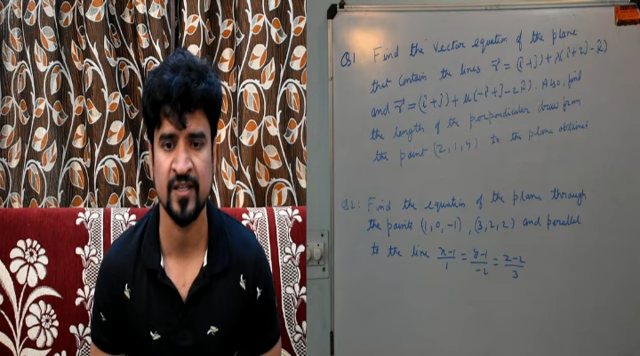 Q1 Find the vector equation of the plane
that contain the lines r⃗ = (î+ĵ)+λ(î+2ĵ-k̂)
and r⃗ = (î+ĵ)+μ(-î+ĵ-2k̂). Also, find
the length of the perpendicular drawn from
the point (2,1,4) to the plane obtained
Q2: Find the equation of the plane through
the points (1,0,-1), (3,2,2) and parallel
to the line x-1/1 = y-1/-2 = z-2/3